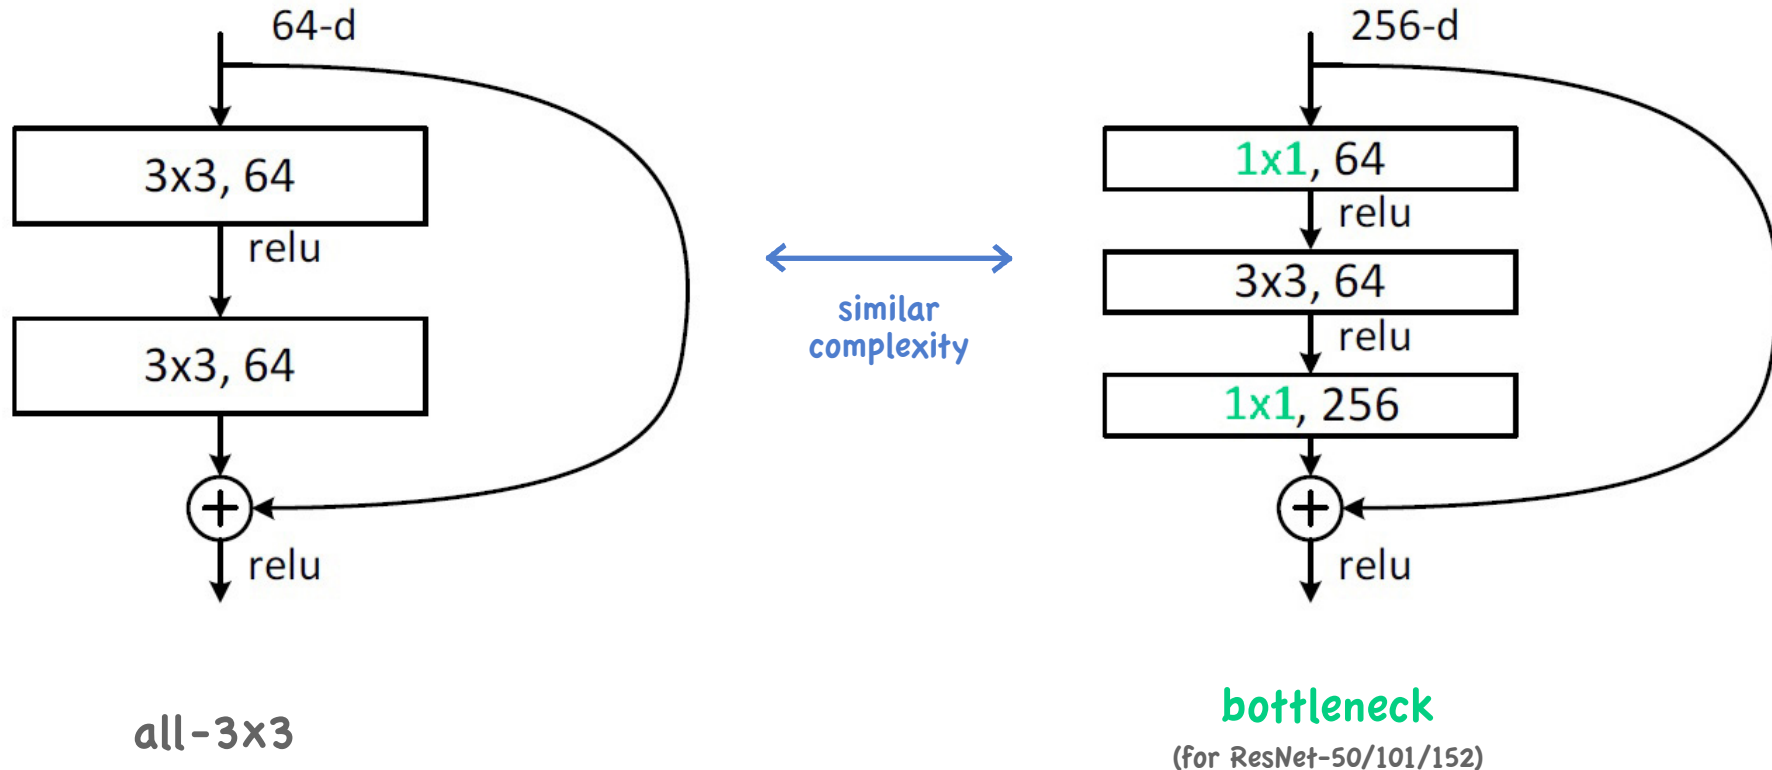 64-d
3x3, 64
relu
3x3, 64
+
relu
all-3x3
similar
complexity
256-d
1x1, 64
relu
3x3, 64
relu
1x1, 256
+
relu
bottleneck
(for ResNet-50/101/152)